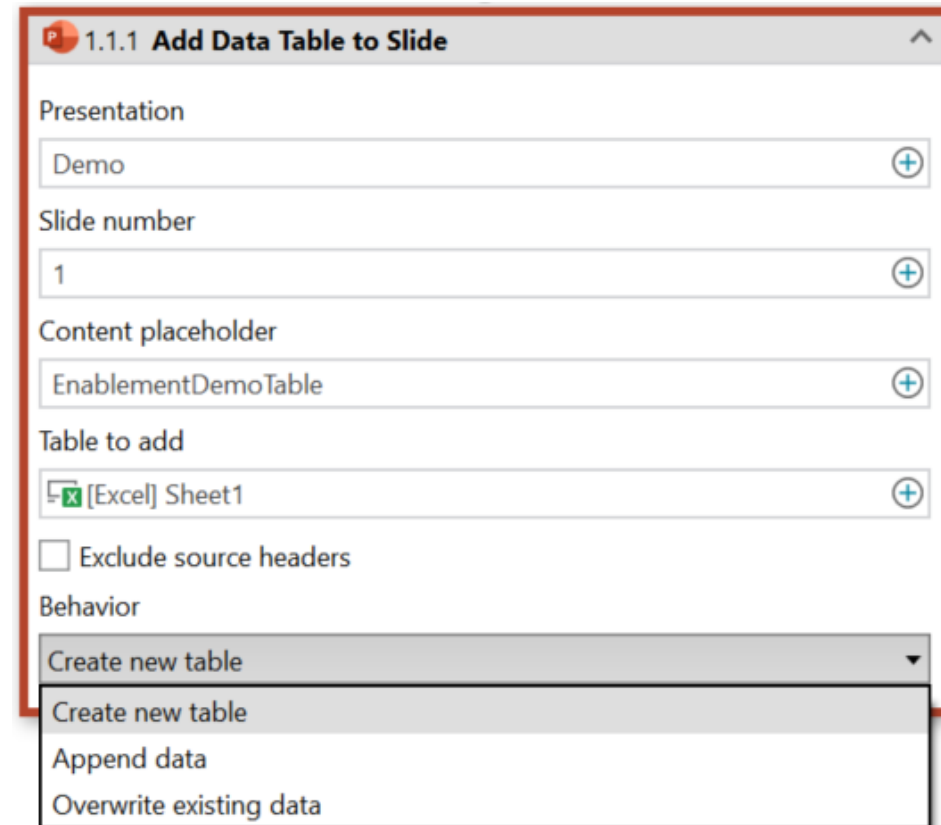 P 1.1.1 Add Data Table to Slide
Presentation
Demo
Slide number
1
Content placeholder
EnablementDemoTable
Table to add
X [Excel] Sheet1
Exclude source headers
Behavior
Create new table
Create new table
Append data
Overwrite existing data